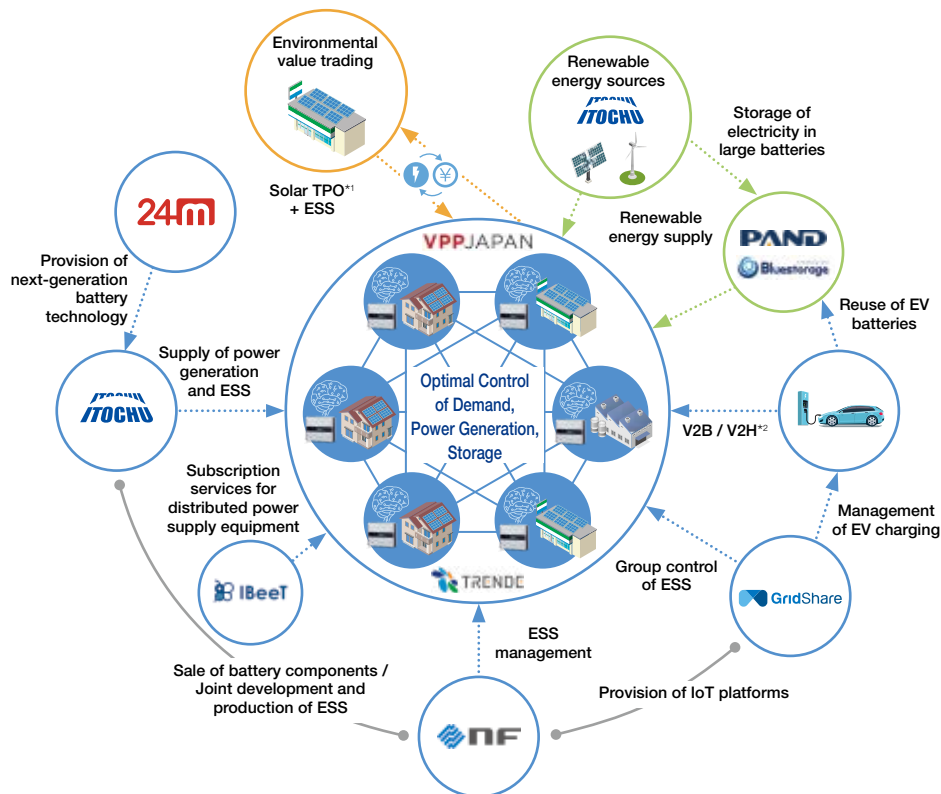 Environmental
value trading
Renewable
energy sources
ITOCHU
Storage of
electricity in
large batteries
Solar TPO*1
+ ESS
¥
24m
Renewable
energy supply
PAND
Bluestorage
VPPJAPAN
Provision of
next-generation
battery
technology
Reuse of EV
batteries
Supply of power
generation
and ESS
ITOCHU
Optimal Control
of Demand,
Power Generation,
Storage
V2B / V2H*2
Subscription
services for
distributed power
supply equipment
Management
of EV charging
IBeeT
TRENDE
Group control
of ESS
GridShare
ESS
management
Sale of battery components /
Joint development and
production of ESS
Provision of IoT platforms
nF